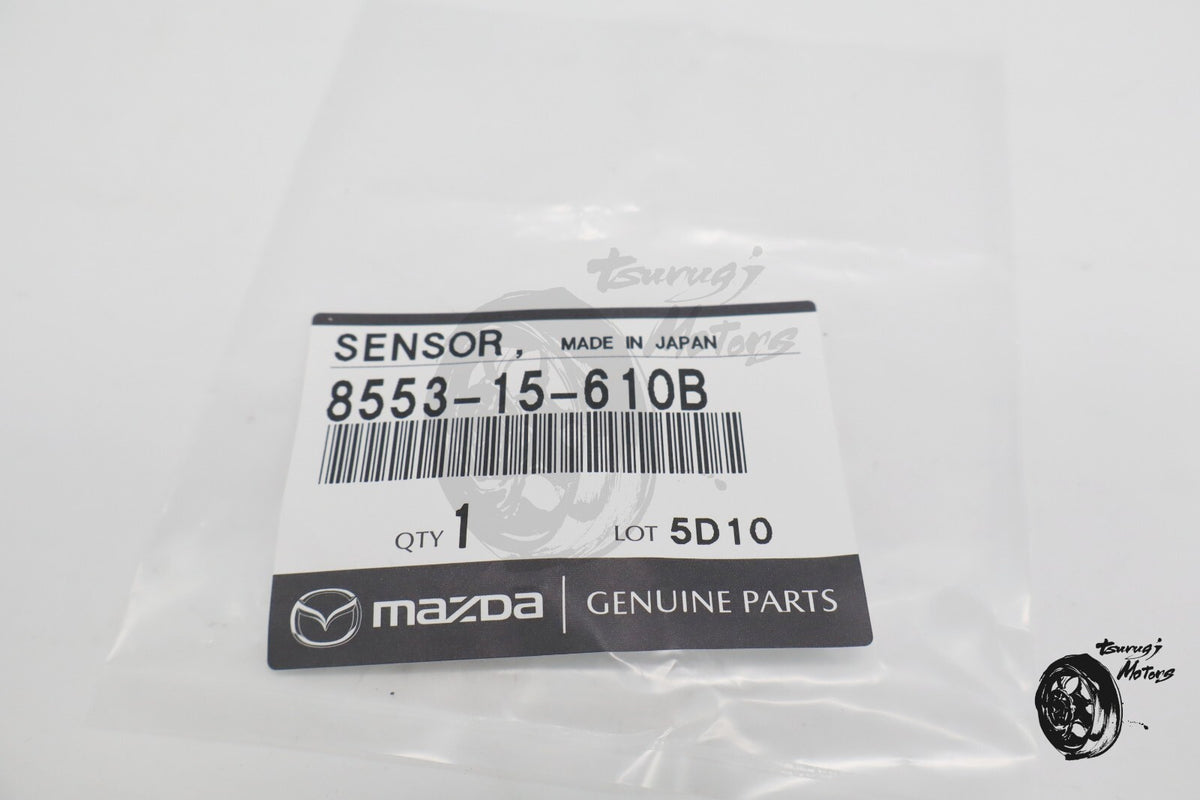 tsurugi
Motors
SENSOR, MADE IN JAPAN
8553-15-610B
QTY 1 LOT 5D10
mazda GENUINE PARTS
tsurugi
Motors